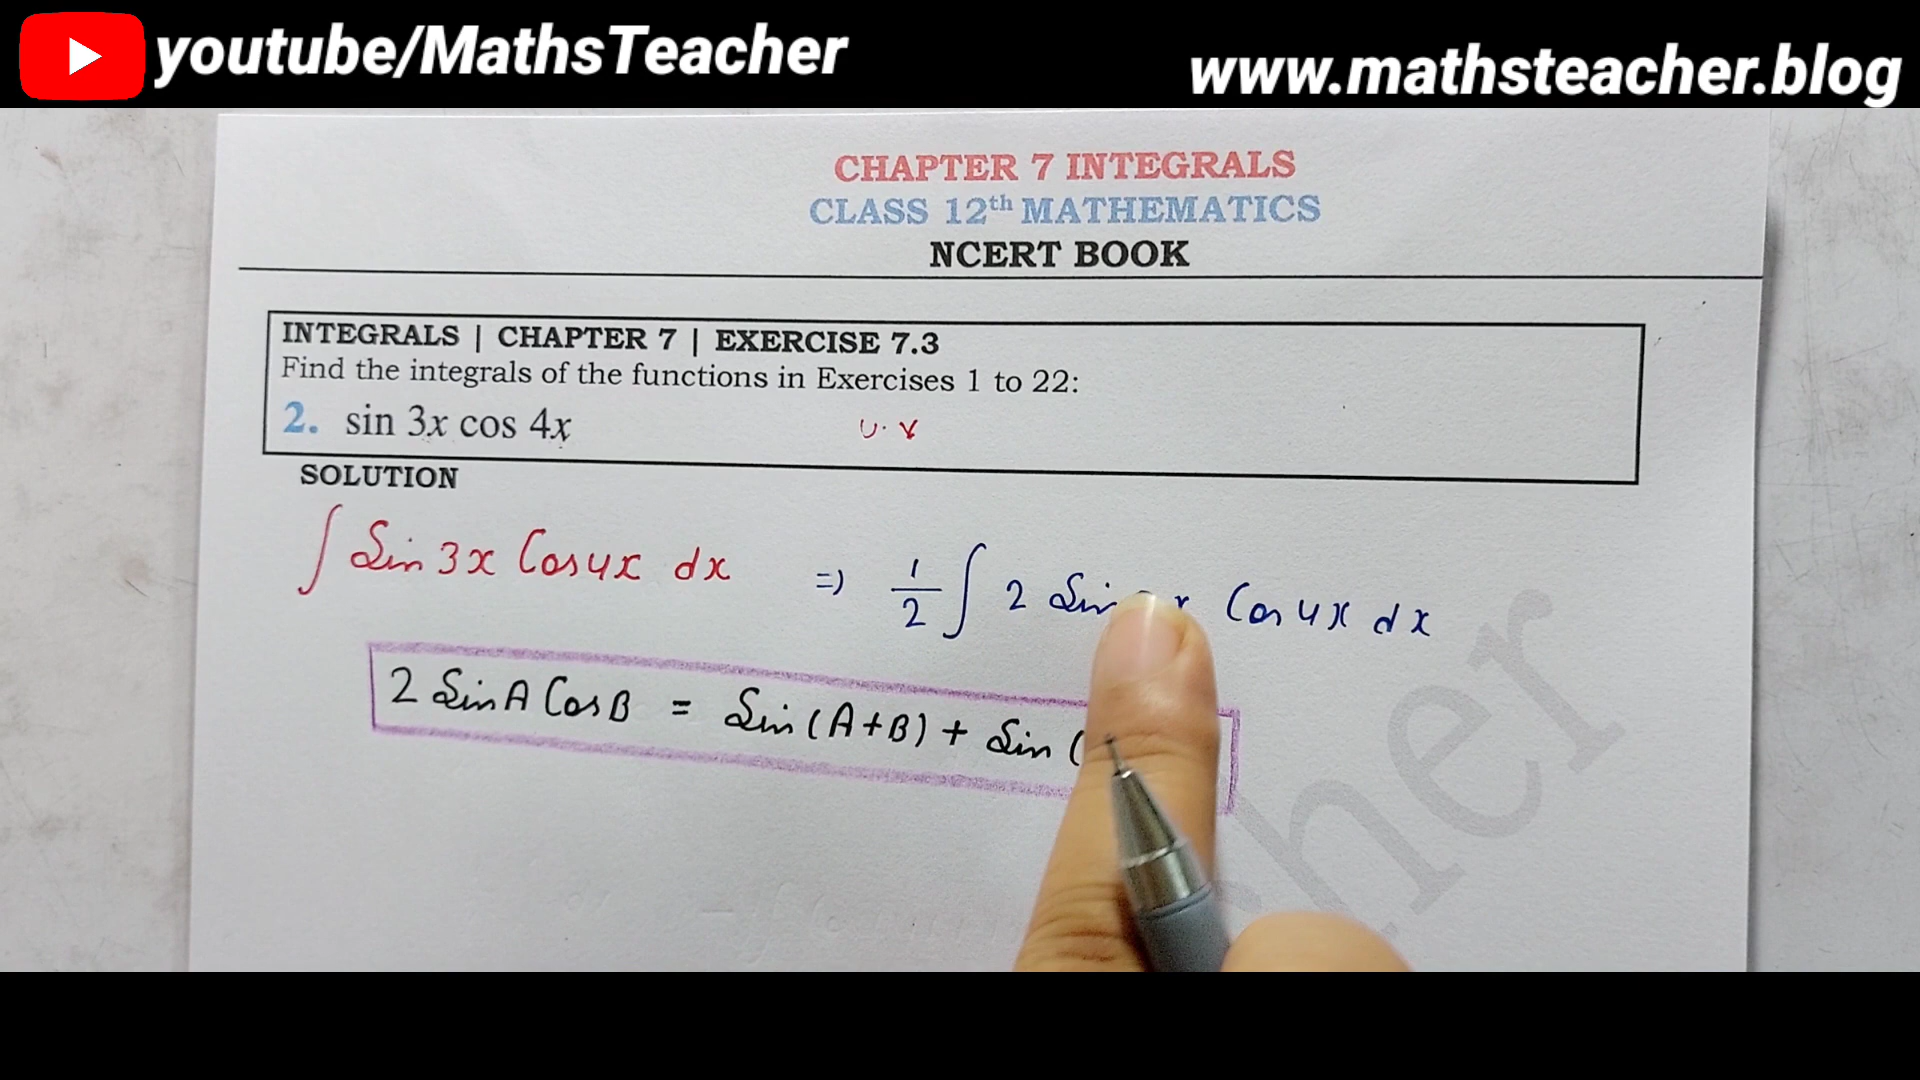 youtube/MathsTeacher
www.mathsteacher.blog
CHAPTER 7 INTEGRALS
CLASS 12th MATHEMATICS
NCERT BOOK
INTEGRALS | CHAPTER 7 | EXERCISE 7.3
Find the integrals of the functions in Exercises 1 to 22:
2. sin 3x cos 4x
U. V
SOLUTION
∫ Sin 3x Cos 4x dx => 1/2 ∫ 2 Sin x Cos 4x dx
2 Sin A Cos B = Sin (A+B) + Sin (
her